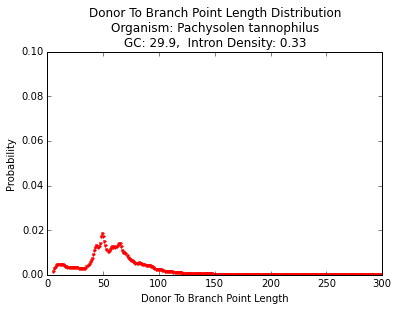 Donor To Branch Point Length Distribution
Organism: Pachysolen tannophilus
GC: 29.9,  Intron Density: 0.33
0.10
0.08
0.06
0.04
0.02
0.00
Probability
0 50 100 150 200 250 300
Donor To Branch Point Length